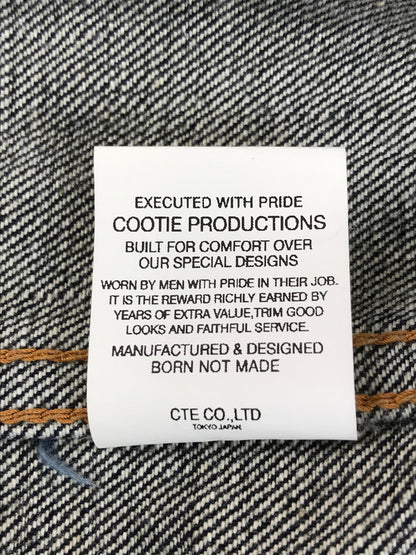 EXECUTED WITH PRIDE
COOTIE PRODUCTIONS
BUILT FOR COMFORT OVER
OUR SPECIAL DESIGNS
WORN BY MEN WITH PRIDE IN THEIR JOB.
IT IS THE REWARD RICHLY EARNED BY
YEARS OF EXTRA VALUE,TRIM GOOD
LOOKS AND FAITHFUL SERVICE.
MANUFACTURED & DESIGNED
BORN NOT MADE
CTE CO.,LTD
TOKYO JAPAN